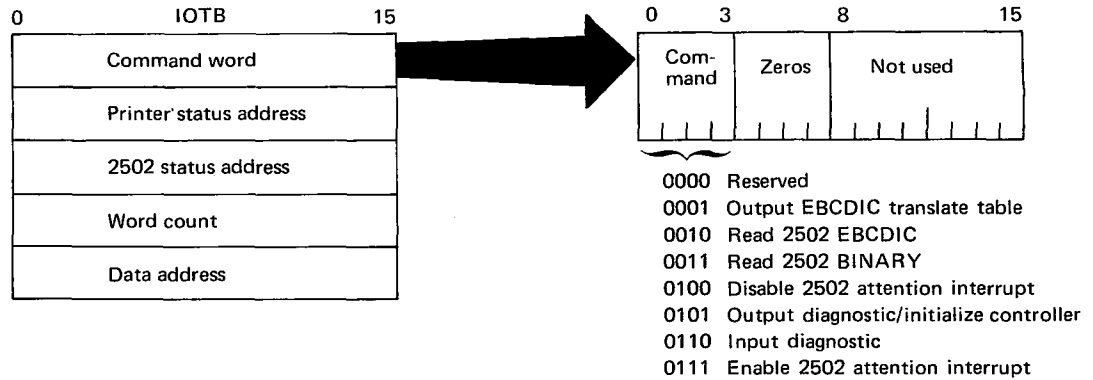 0 IOTB 15
Command word
Printer status address
2502 status address
Word count
Data address
0 3 8 15
Com-
mand
Zeros
Not used
0000 Reserved
0001 Output EBCDIC translate table
0010 Read 2502 EBCDIC
0011 Read 2502 BINARY
0100 Disable 2502 attention interrupt
0101 Output diagnostic/initialize controller
0110 Input diagnostic
0111 Enable 2502 attention interrupt